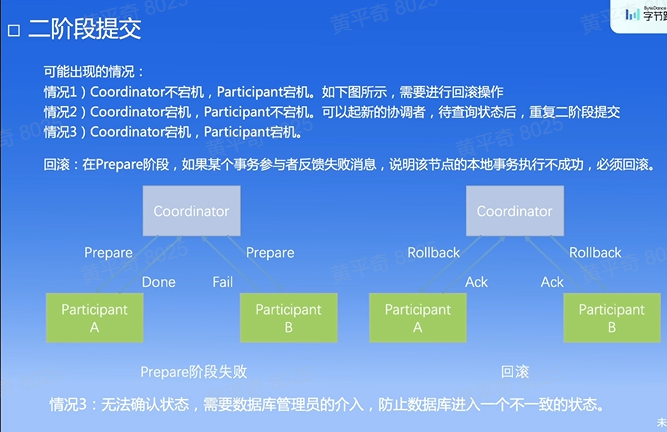 ByteDance
字节
二阶段提交
可能出现的情况：
情况1）Coordinator不宕机，Participant宕机。如下图所示，需要进行回滚操作
情况2）Coordinator宕机，Participant不宕机。可以起新的协调者，待查询状态后，重复二阶段提交
情况3）Coordinator宕机，Participant宕机。
回滚：在Prepare阶段，如果某个事务参与者反馈失败消息，说明该节点的本地事务执行不成功，必须回滚。
Coordinator
Prepare
Prepare
Done
Fail
Participant
A
Participant
B
Prepare阶段失败
Coordinator
Rollback
Rollback
Ack
Ack
Participant
A
Participant
B
回滚
情况3：无法确认状态，需要数据库管理员的介入，防止数据库进入一个不一致的状态。
未
黄平奇 8025